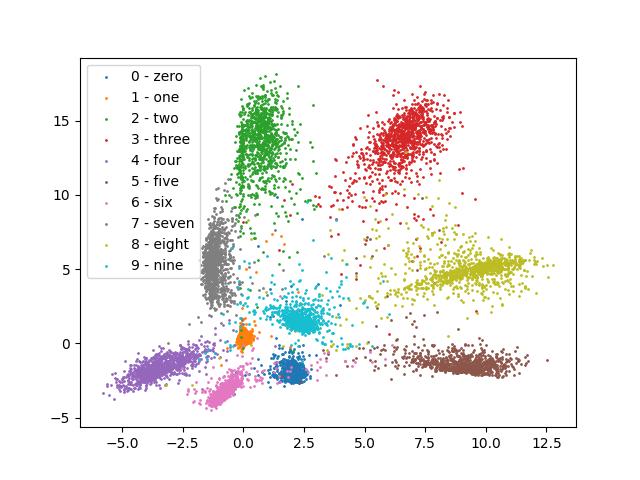 0 - zero
1 - one
2 - two
3 - three
4 - four
5 - five
6 - six
7 - seven
8 - eight
9 - nine
15
10
5
0
−5
−5.0
−2.5
0.0
2.5
5.0
7.5
10.0
12.5